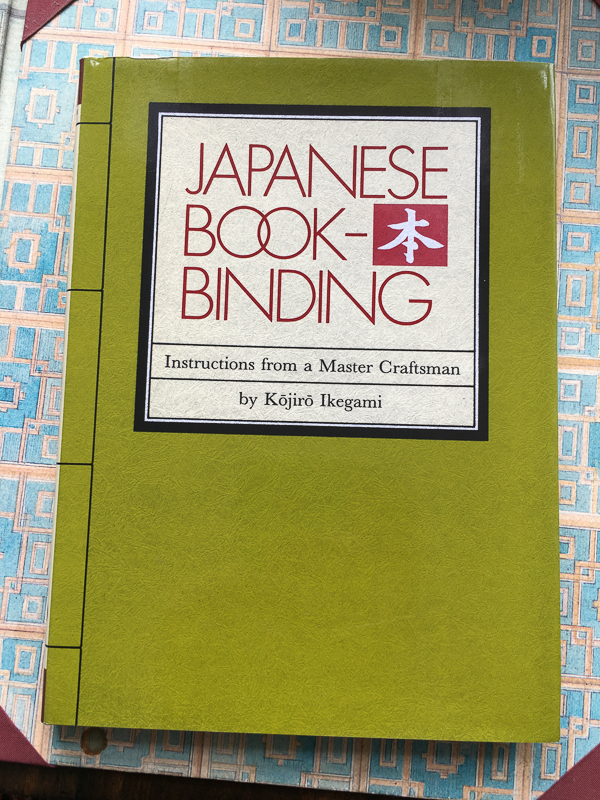 JAPANESE
BOOK- 本
BINDING
Instructions from a Master Craftsman
by Kōjirō Ikegami